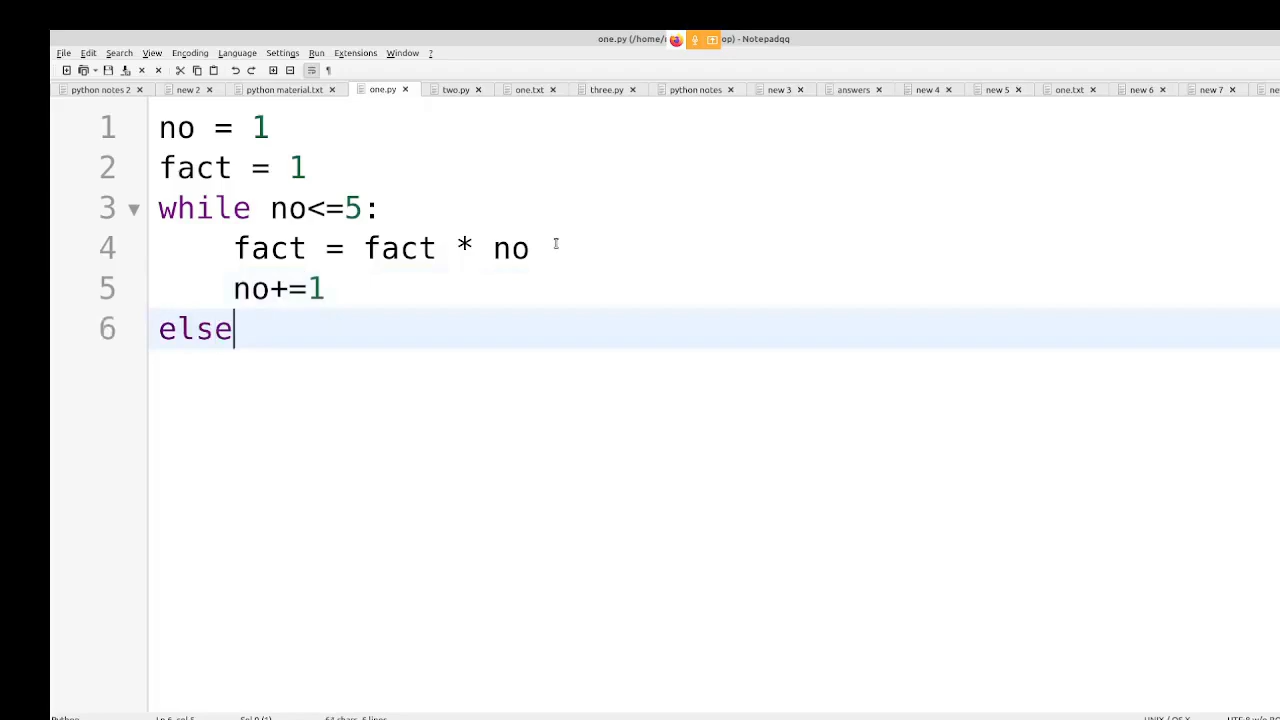 one.py (/home/ op) - Notepadqq
File Edit Search View Encoding Language Settings Run Extensions Window ?
python notes 2 new 2 python material.txt one.py two.py one.txt three.py python notes new 3 answers new 4 new 5 one.txt new 6 new 7
1 no = 1
2 fact = 1
3 while no<=5:
4 fact = fact * no
5 no+=1
6 else